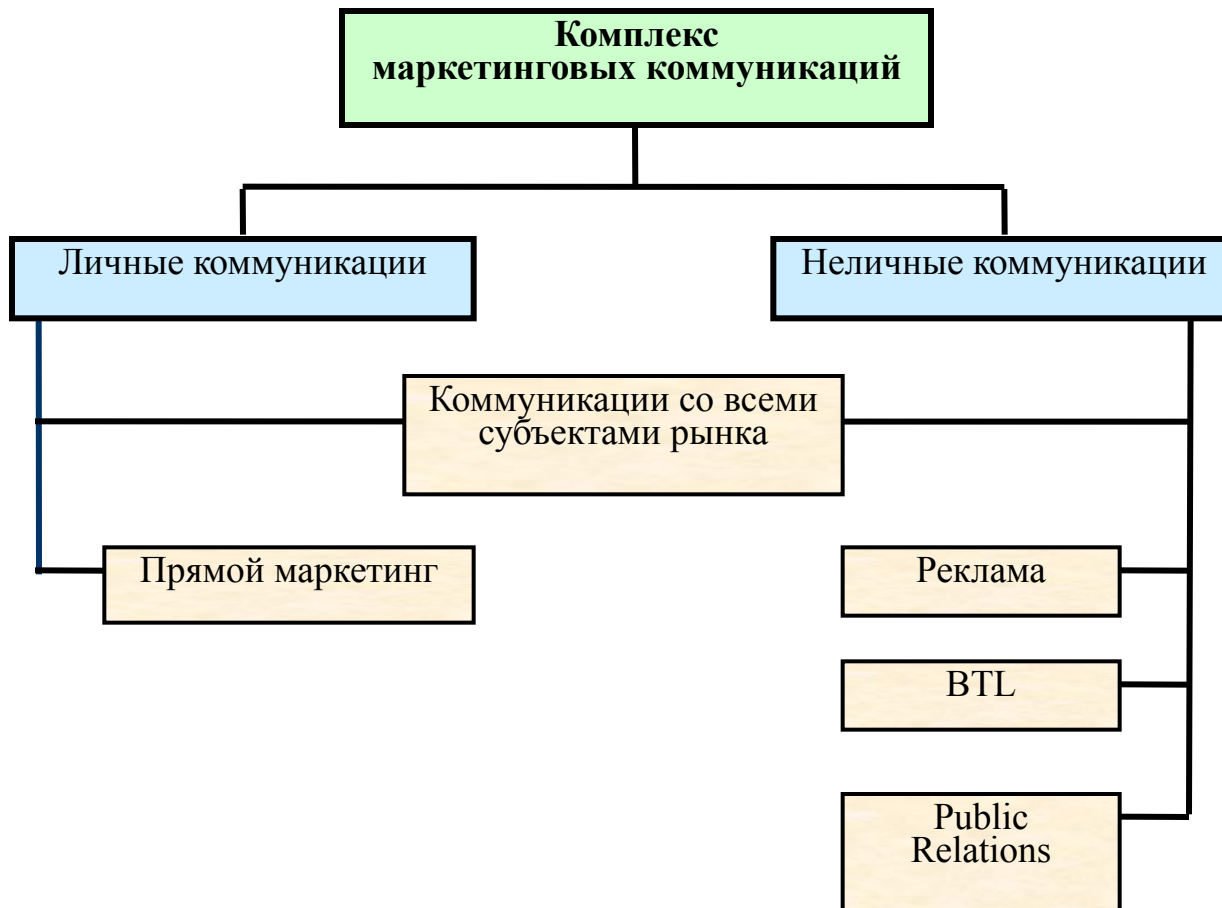 Комплекс
маркетинговых коммуникаций
Личные коммуникации
Неличные коммуникации
Коммуникации со всеми
субъектами рынка
Прямой маркетинг
Реклама
BTL
Public
Relations